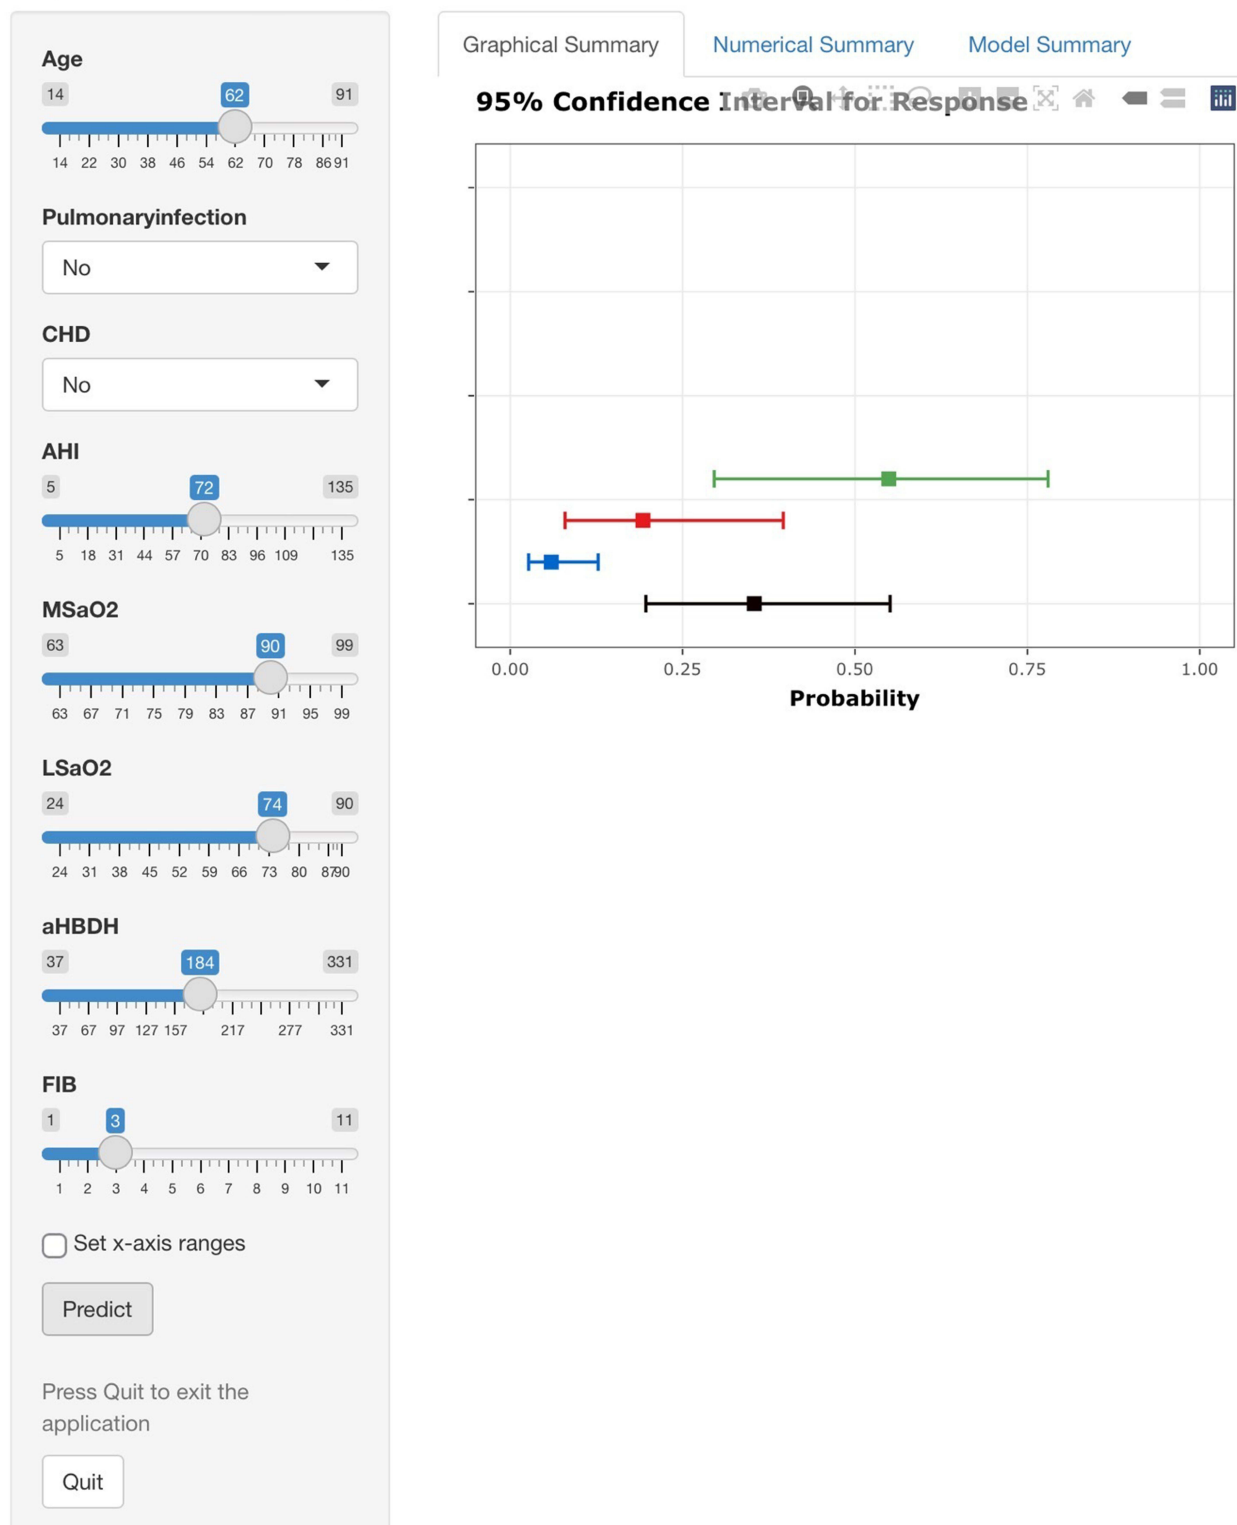 Age
14 62 91
14 22 30 38 46 54 62 70 78 86 91
Pulmonaryinfection
No
CHD
No
AHI
5 72 135
5 18 31 44 57 70 83 96 109 135
MSaO2
63 90 99
63 67 71 75 79 83 87 91 95 99
LSaO2
24 74 90
24 31 38 45 52 59 66 73 80 87 90
aHBDH
37 184 331
37 67 97 127 157 217 277 331
FIB
1 3 11
1 2 3 4 5 6 7 8 9 10 11
Set x-axis ranges
Predict
Press Quit to exit the
application
Quit
Graphical Summary Numerical Summary Model Summary
95% Confidence Interval for Response
0.00 0.25 0.50 0.75 1.00
Probability